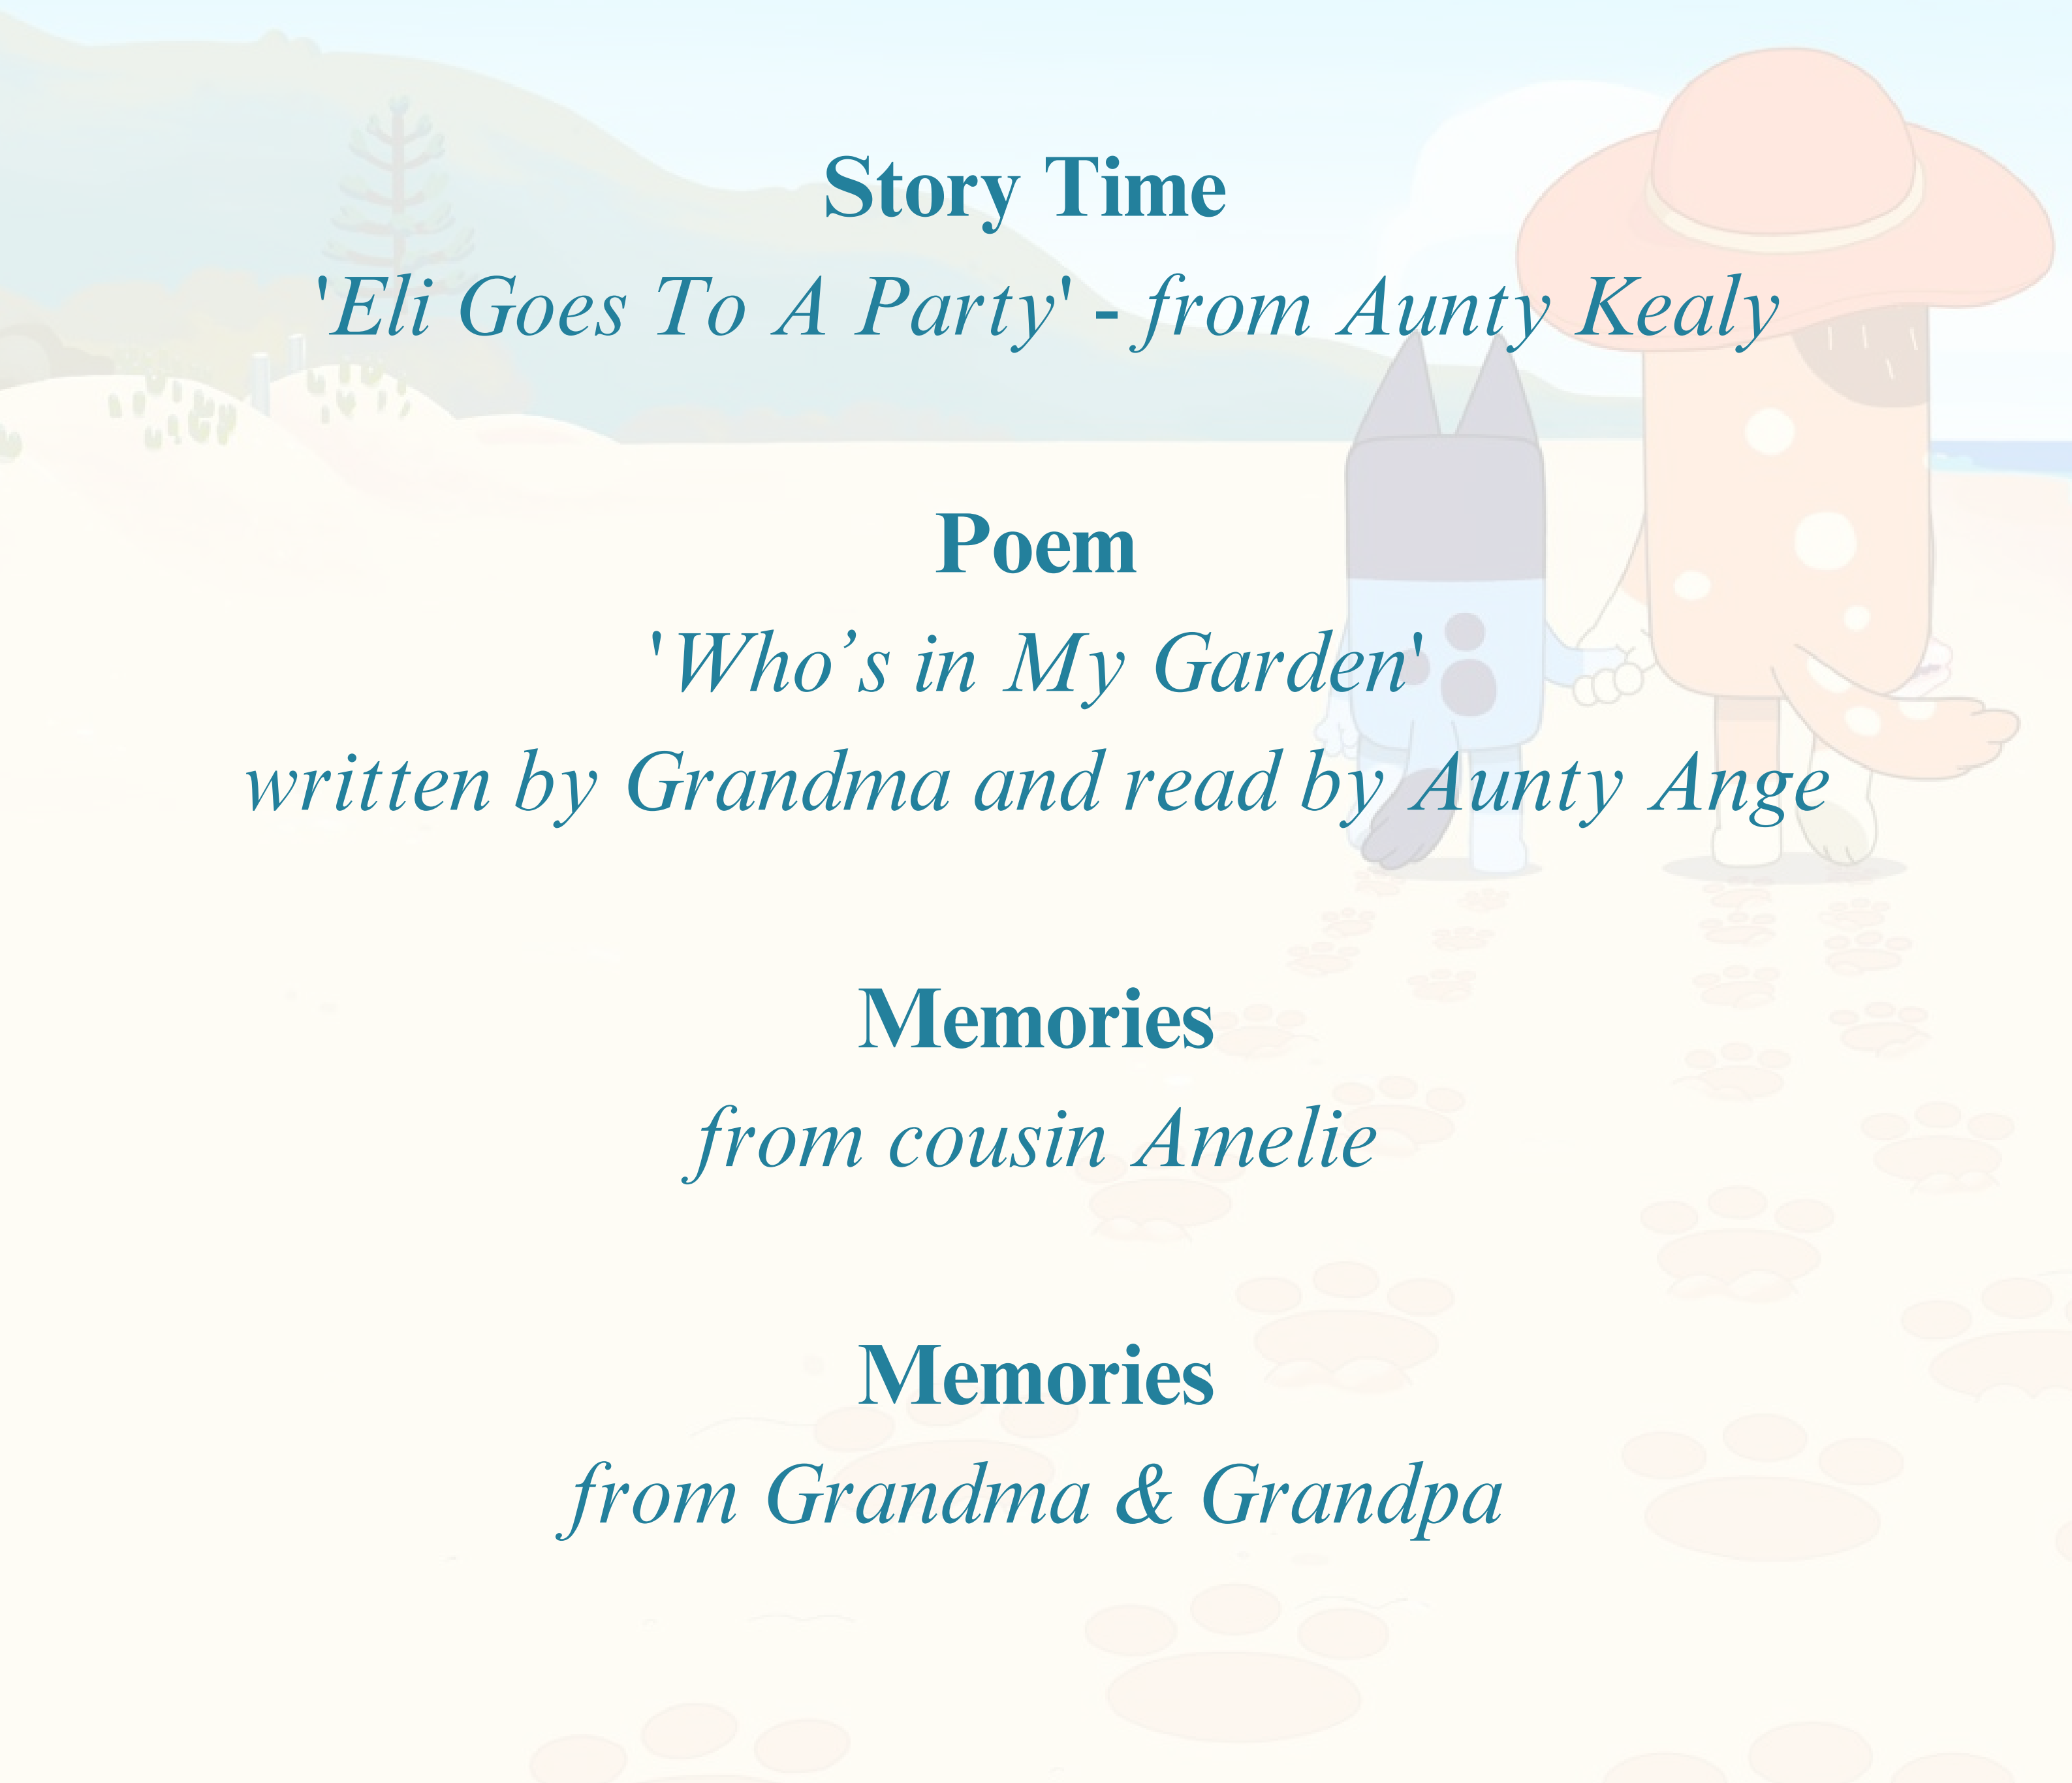 Story Time
'Eli Goes To A Party' - from Aunty Kealy
Poem
'Who’s in My Garden'
written by Grandma and read by Aunty Ange
Memories
from cousin Amelie
Memories
from Grandma & Grandpa